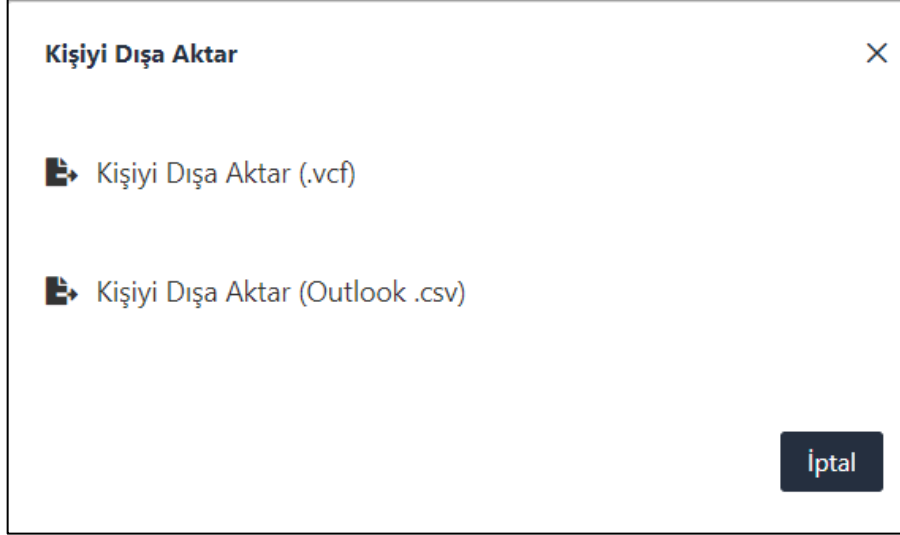 Kişiyi Dışa Aktar
Kişiyi Dışa Aktar (.vcf)
Kişiyi Dışa Aktar (Outlook .csv)
İptal